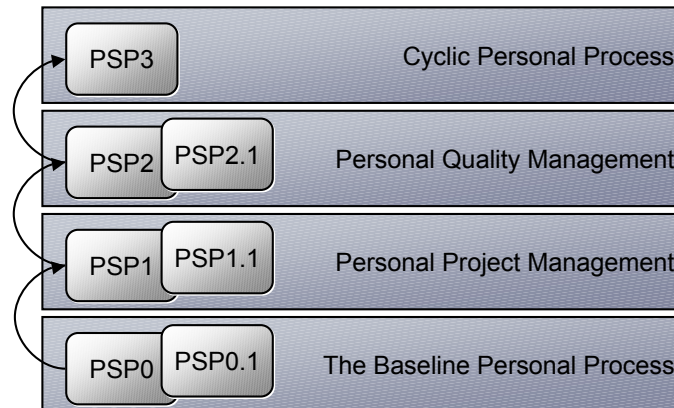 PSP3
Cyclic Personal Process
PSP2
PSP2.1
Personal Quality Management
PSP1
PSP1.1
Personal Project Management
PSP0
PSP0.1
The Baseline Personal Process